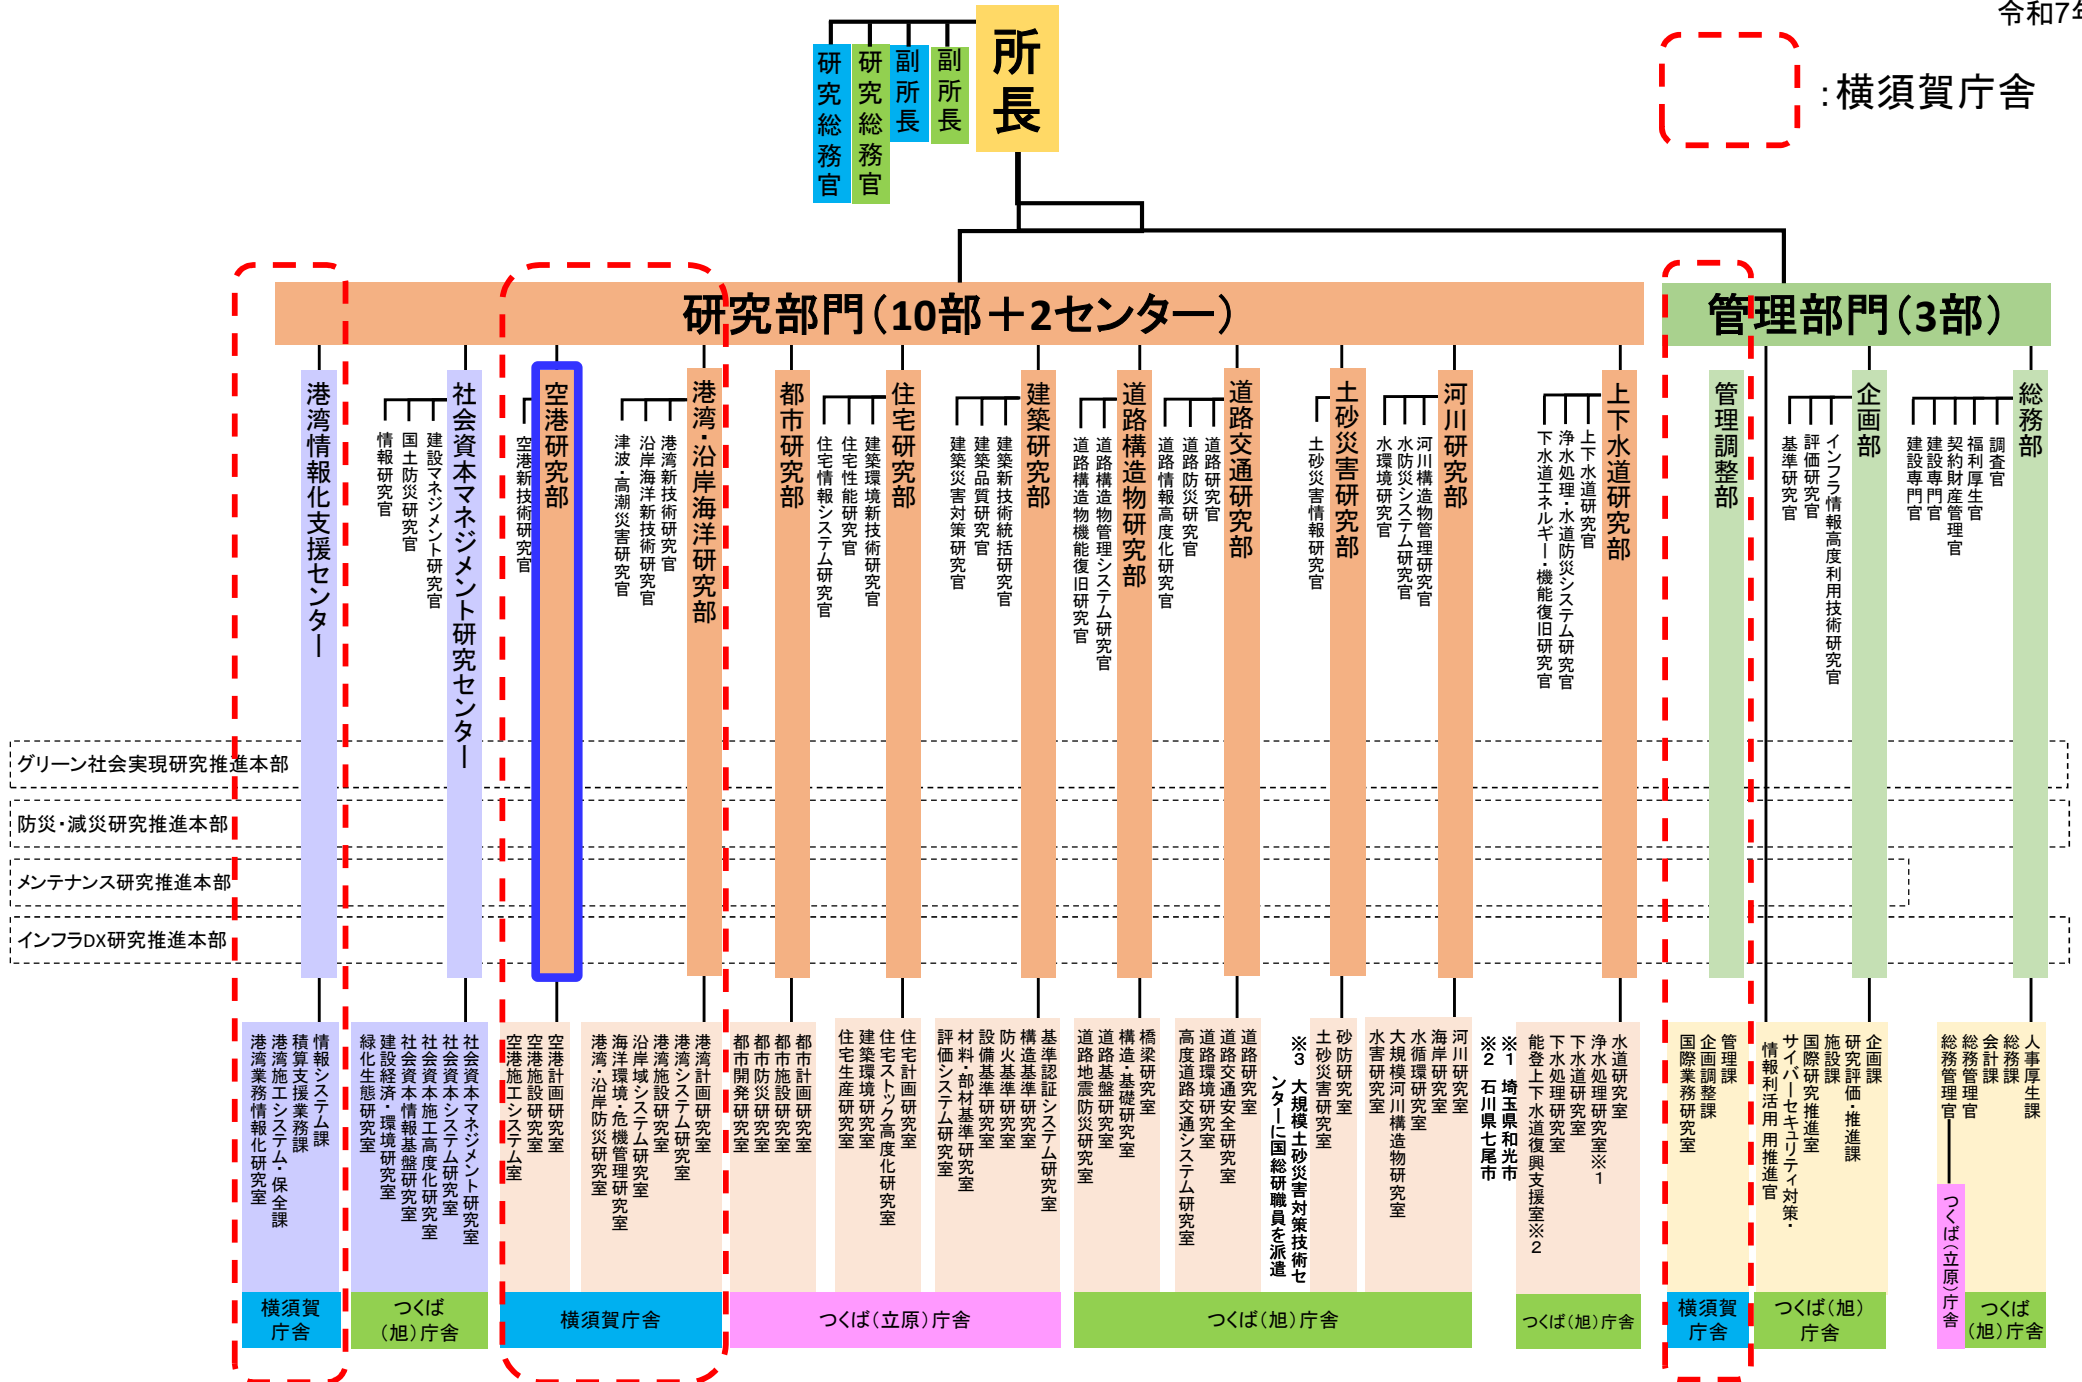 令和7年
:横須賀庁舎
所長
副所長
副所長
研究総務官
研究総務官
研究部門(10部+2センター)
管理部門(3部)
港湾情報化支援センター
社会資本マネジメント研究センター
建設マネジメント研究官
国土防災研究官
情報研究官
空港研究部
空港新技術研究官
港湾・沿岸海洋研究部
港湾新技術研究官
沿岸海洋新技術研究官
津波・高潮災害研究官
都市研究部
住宅研究部
建築環境新技術研究官
住宅性能研究官
住宅情報システム研究官
建築研究部
建築新技術統括研究官
建築品質研究官
建築災害対策研究官
道路構造物研究部
道路構造物管理システム研究官
道路構造物機能復旧研究官
道路交通研究部
道路研究官
道路防災研究官
道路情報高度化研究官
土砂災害研究部
土砂災害情報研究官
河川研究部
河川構造物管理研究官
水防災システム研究官
水環境研究官
上下水道研究部
上下水道研究官
浄水処理・水道防災システム研究官
下水道エネルギー・機能復旧研究官
管理調整部
企画部
インフラ情報高度利用技術研究官
評価研究官
基準研究官
総務部
調査官
福利厚生官
契約財産管理官
建設専門官
建設専門官
グリーン社会実現研究推進本部
防災・減災研究推進本部
メンテナンス研究推進本部
インフラDX研究推進本部
情報システム課
積算支援業務課
港湾施工システム・保全課
港湾業務情報化研究室
社会資本マネジメント研究室
社会資本システム研究室
社会資本施工高度化研究室
社会資本情報基盤研究室
建設経済・環境研究室
緑化生態研究室
空港計画研究室
空港施設研究室
空港施工システム室
港湾計画研究室
港湾システム研究室
港湾施設研究室
沿岸域システム研究室
海洋環境・危機管理研究室
港湾・沿岸防災研究室
都市計画研究室
都市施設研究室
都市防災研究室
都市開発研究室
住宅計画研究室
住宅ストック高度化研究室
建築環境研究室
住宅生産研究室
基準認証システム研究室
構造基準研究室
防火基準研究室
設備基準研究室
材料・部材基準研究室
評価システム研究室
橋梁研究室
構造・基礎研究室
道路基盤研究室
道路地震防災研究室
道路研究室
道路交通安全研究室
道路環境研究室
高度道路交通システム研究室
砂防研究室
土砂災害研究室
※3 大規模土砂災害対策技術セ
ンターに国総研職員を派遣
河川研究室
海岸研究室
水循環研究室
大規模河川構造物研究室
水害研究室
※1 埼玉県和光市
※2 石川県七尾市
水道研究室
浄水処理研究室※1
下水道研究室
下水処理研究室
能登上下水道復興支援室※2
管理課
企画調整課
国際業務研究室
企画課
研究評価・推進課
施設課
国際研究推進室
サイバーセキュリティ対策・
情報利活用 用推進官
人事厚生課
総務課
会計課
総務管理官
総務管理官
つくば(立原)庁舎
横須賀
庁舎
つくば
(旭)庁舎
横須賀庁舎
つくば(立原)庁舎
つくば(旭)庁舎
つくば(旭)庁舎
横須賀
庁舎
つくば(旭)
庁舎
つくば
(旭)庁舎